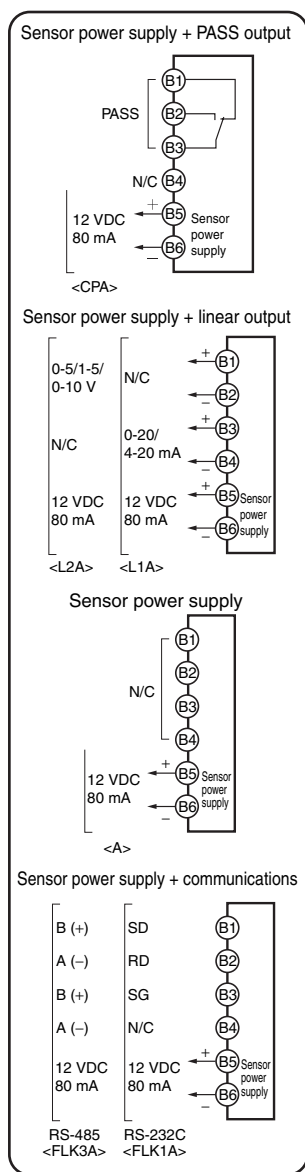 Sensor power supply + PASS output
PASS
B1
B2
B3
N/C B4
12 VDC
80 mA
+ B5
− B6
Sensor
power
supply
<CPA>
Sensor power supply + linear output
0-5/1-5/
0-10 V
N/C
+ B1
− B2
N/C
0-20/
4-20 mA
+ B3
− B4
12 VDC
80 mA
12 VDC
80 mA
+ B5
− B6
Sensor
power
supply
<L2A> <L1A>
Sensor power supply
N/C
B1
B2
B3
B4
12 VDC
80 mA
+ B5
− B6
Sensor
power
supply
<A>
Sensor power supply + communications
B (+) SD B1
A (−) RD B2
B (+) SG B3
A (−) N/C B4
12 VDC
80 mA
12 VDC
80 mA
+ B5
− B6
Sensor
power
supply
RS-485 RS-232C
<FLK3A> <FLK1A>